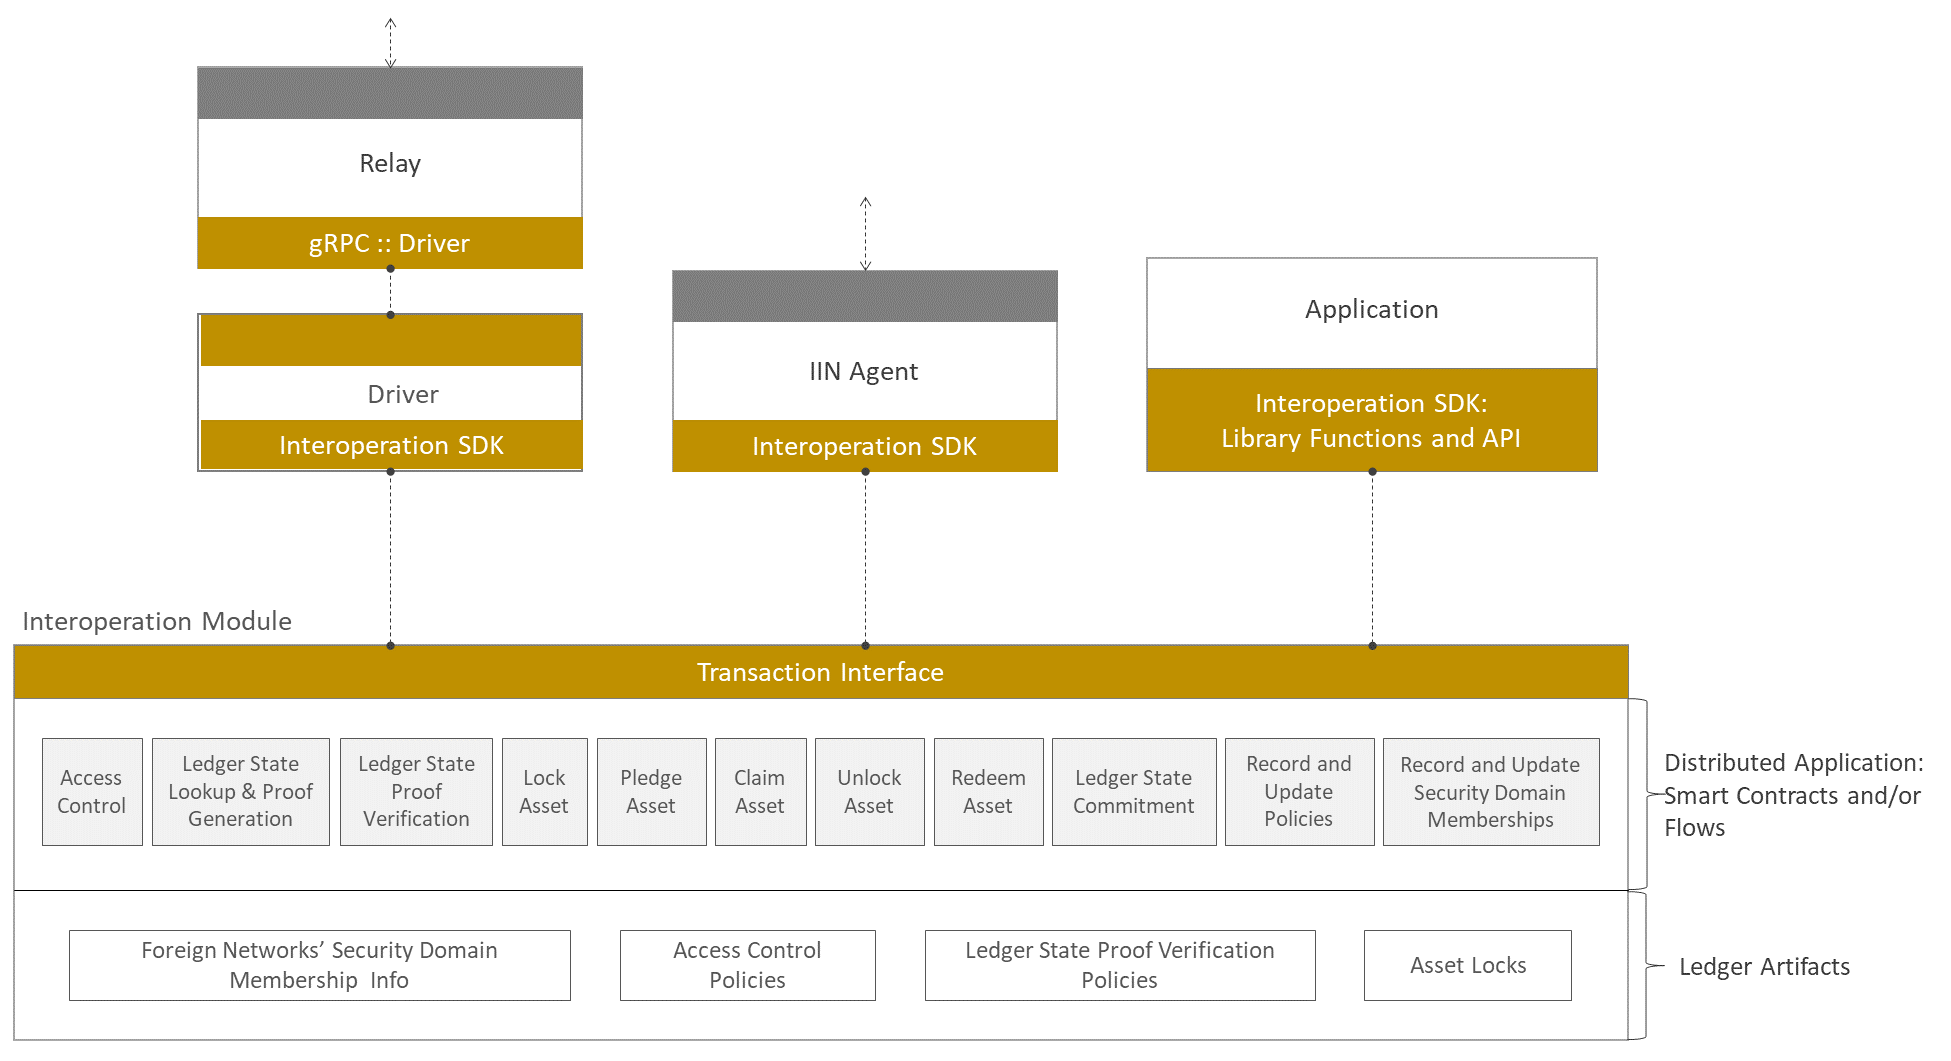 Relay
gRPC :: Driver
Driver
Interoperation SDK
IIN Agent
Interoperation SDK
Application
Interoperation SDK:
Library Functions and API
Interoperation Module
Transaction Interface
Access
Control
Ledger State
Lookup & Proof
Generation
Ledger State
Proof
Verification
Lock
Asset
Pledge
Asset
Claim
Asset
Unlock
Asset
Redeem
Asset
Ledger State
Commitment
Record and
Update
Policies
Record and Update
Security Domain
Memberships
Distributed Application:
Smart Contracts and/or
Flows
Foreign Networks’ Security Domain
Membership Info
Access Control
Policies
Ledger State Proof Verification
Policies
Asset Locks
Ledger Artifacts